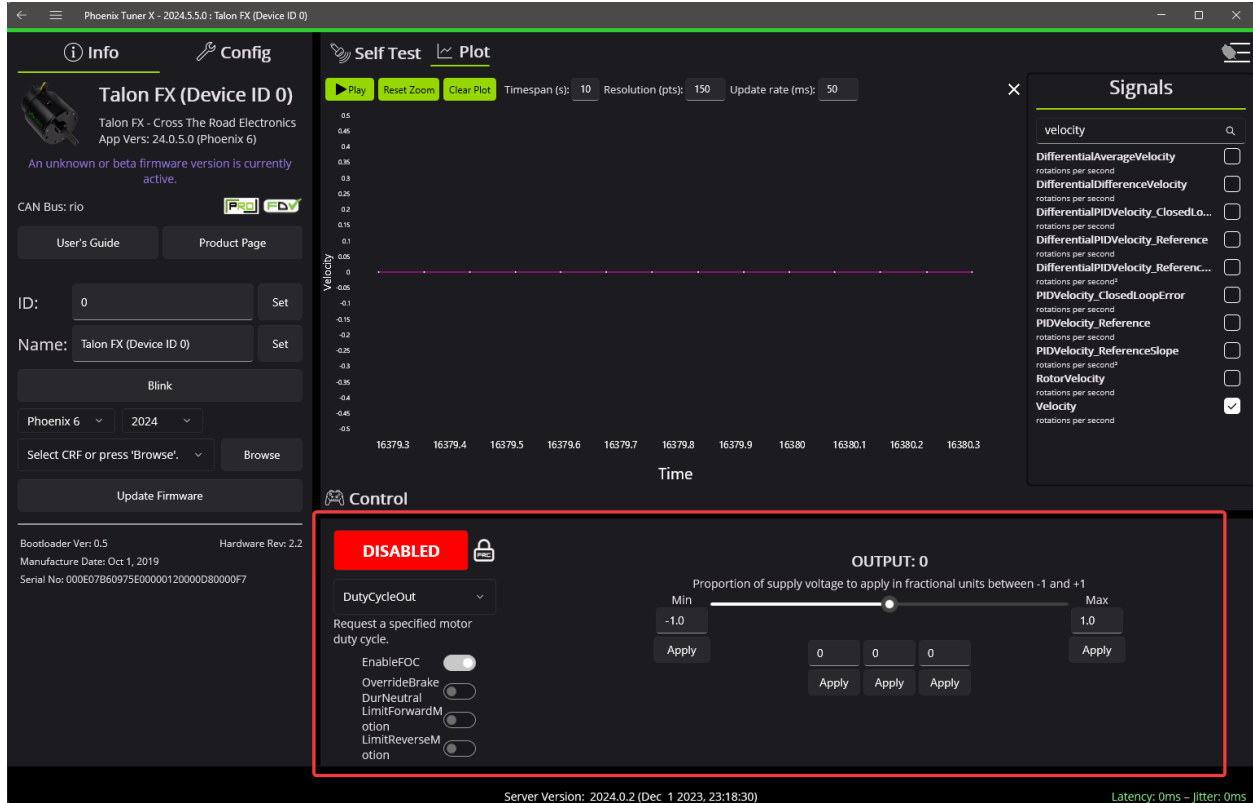 Phoenix Tuner X - 2024.5.5.0 : Talon FX (Device ID 0)
Info
Config
Talon FX (Device ID 0)
Talon FX - Cross The Road Electronics
App Vers: 24.0.5.0 (Phoenix 6)
An unknown or beta firmware version is currently
active.
CAN Bus: rio
PRO
FDV
User's Guide
Product Page
ID:
0
Set
Name:
Talon FX (Device ID 0)
Set
Blink
Phoenix 6
2024
Select CRF or press 'Browse'.
Browse
Update Firmware
Bootloader Ver: 0.5
Hardware Rev: 2.2
Manufacture Date: Oct 1, 2019
Serial No: 000E07B60975E00000120000D80000F7
Self Test
Plot
Play
Reset Zoom
Clear Plot
Timespan (s): 10
Resolution (pts): 150
Update rate (ms): 50
Velocity
0.5
0.45
0.4
0.35
0.3
0.25
0.2
0.15
0.1
0.05
0
-0.05
-0.1
-0.15
-0.2
-0.25
-0.3
-0.35
-0.4
-0.45
-0.5
16379.3 16379.4 16379.5 16379.6 16379.7 16379.8 16379.9 16380 16380.1 16380.2 16380.3
Time
Signals
velocity
DifferentialAverageVelocity
rotations per second
DifferentialDifferenceVelocity
rotations per second
DifferentialPIDVelocity_ClosedLo...
rotations per second
DifferentialPIDVelocity_Reference
rotations per second
DifferentialPIDVelocity_Referenc...
rotations per second²
PIDVelocity_ClosedLoopError
rotations per second
PIDVelocity_Reference
rotations per second
PIDVelocity_ReferenceSlope
rotations per second²
RotorVelocity
rotations per second
Velocity
rotations per second
Control
DISABLED
FRC
DutyCycleOut
Request a specified motor
duty cycle.
EnableFOC
OverrideBrake
DurNeutral
LimitForwardM
otion
LimitReverseM
otion
OUTPUT: 0
Proportion of supply voltage to apply in fractional units between -1 and +1
Min
-1.0
Apply
Max
1.0
Apply
0 0 0
Apply Apply Apply
Server Version: 2024.0.2 (Dec 1 2023, 23:18:30)
Latency: 0ms – Jitter: 0ms